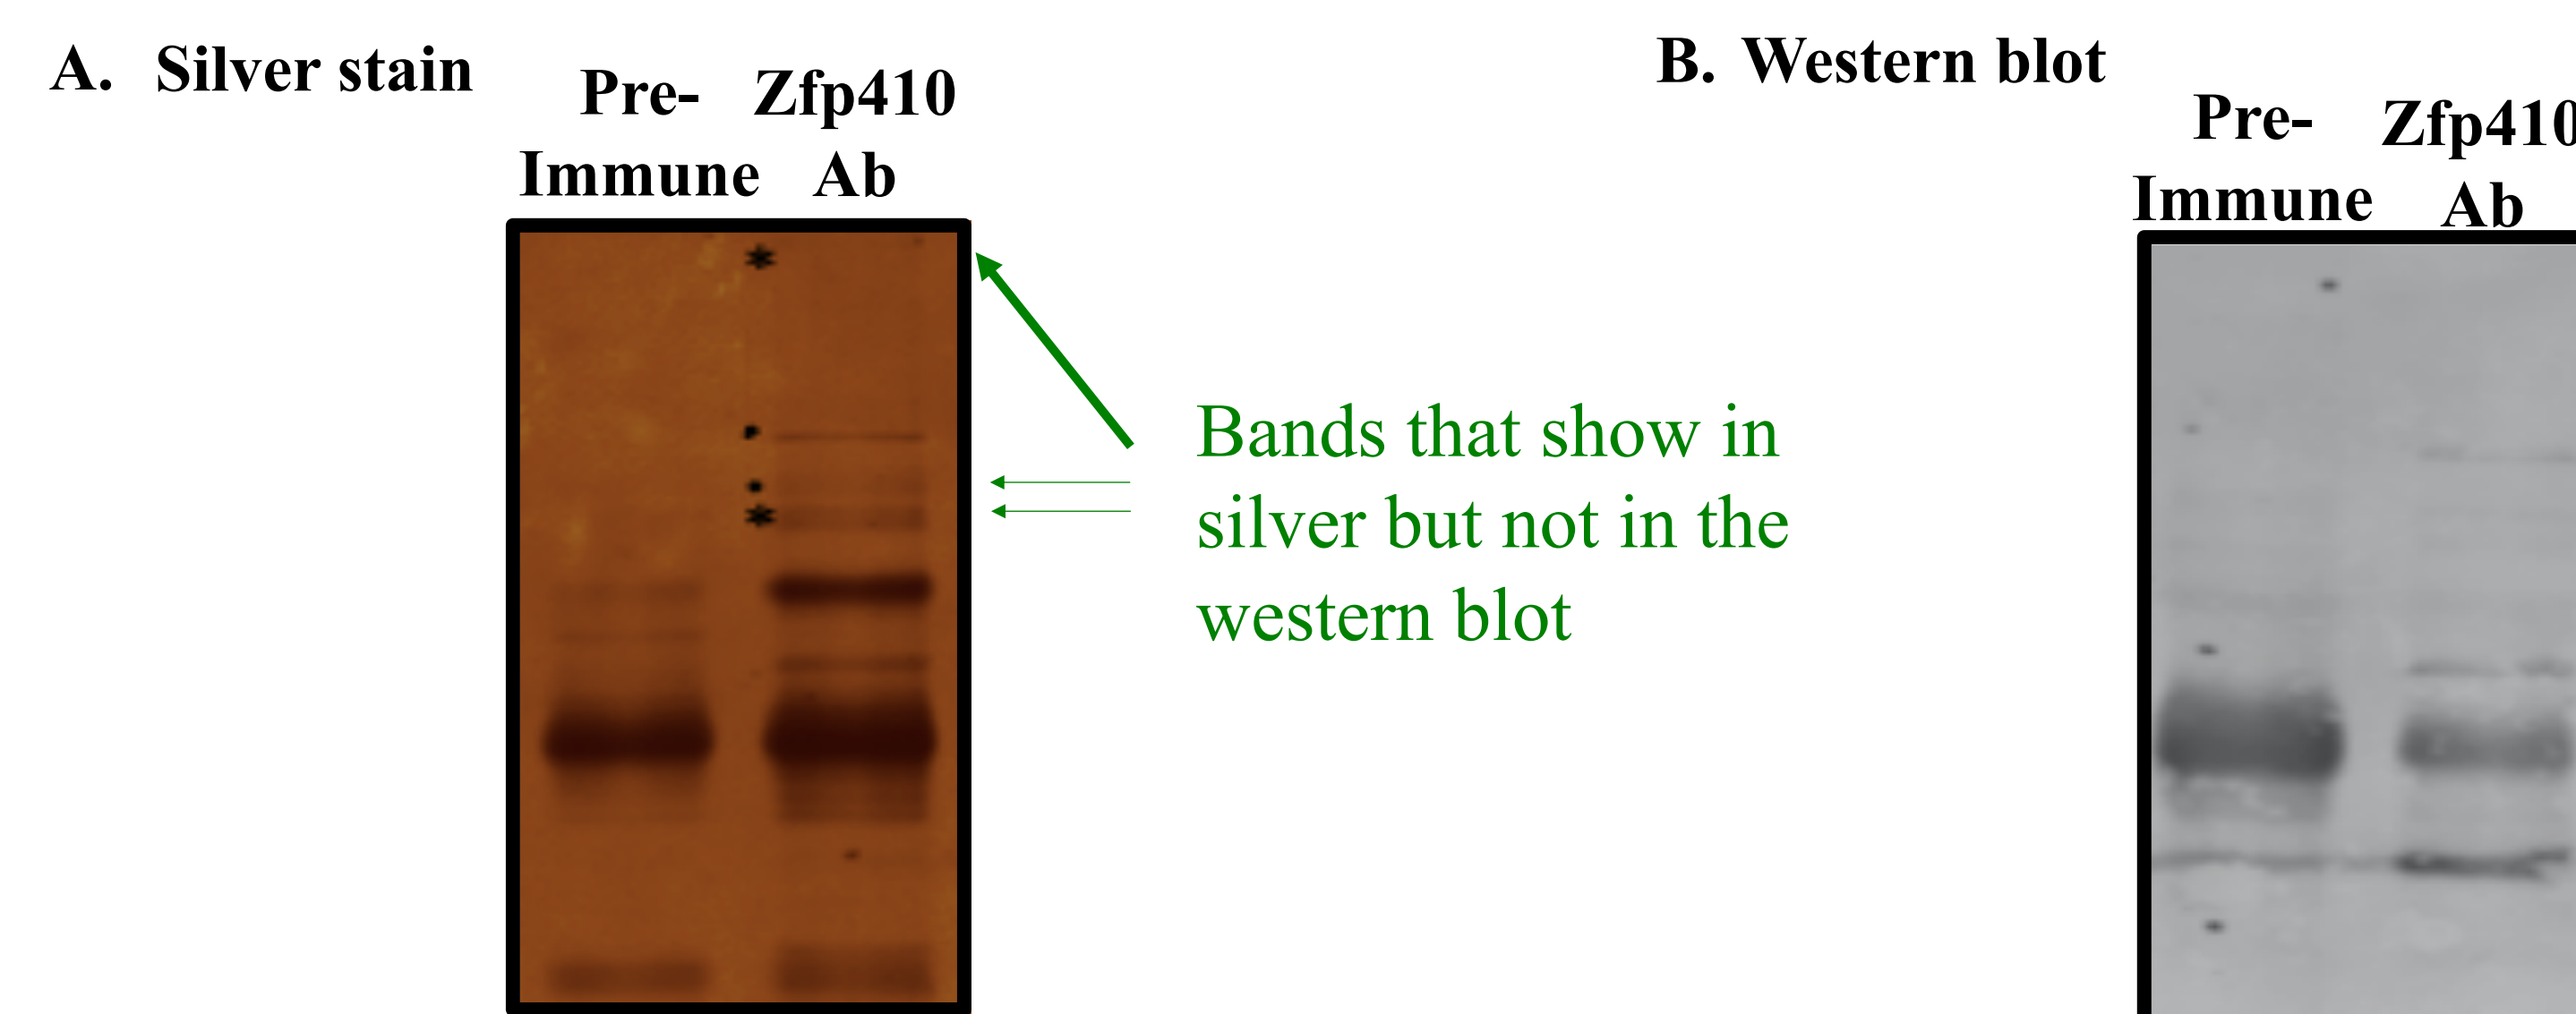 A. Silver stain
Pre- Zfp410
Immune Ab
Bands that show in
silver but not in the
western blot
B. Western blot
Pre- Zfp410
Immune Ab